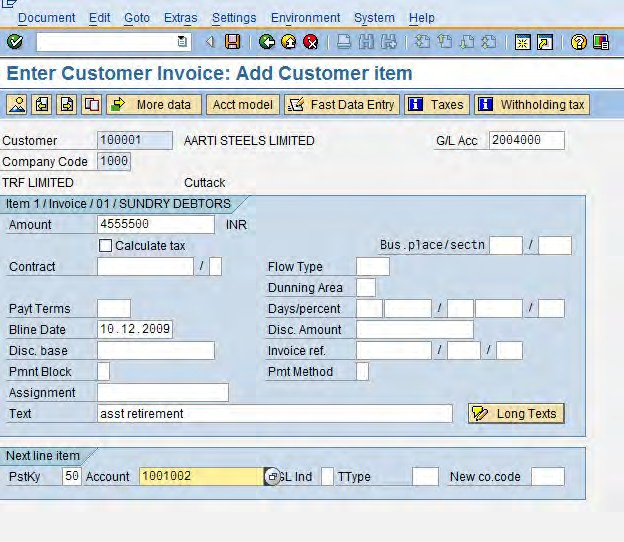 Document Edit Goto Extras Settings Environment System Help
Enter Customer Invoice: Add Customer item
More data Acct model Fast Data Entry Taxes Withholding tax
Customer 100001 AARTI STEELS LIMITED G/L Acc 2004000
Company Code 1000
TRF LIMITED Cuttack
Item 1 / Invoice / 01 / SUNDRY DEBTORS
Amount 4555500 INR
Calculate tax Bus.place/sectn /
Contract / Flow Type
Dunning Area
Payt Terms Days/percent / /
Bline Date 10.12.2009 Disc. Amount
Disc. base Invoice ref. / /
Pmnt Block Pmt Method
Assignment
Text asst retirement Long Texts
Next line item
PstKy 50 Account 1001002 GL Ind TType New co.code